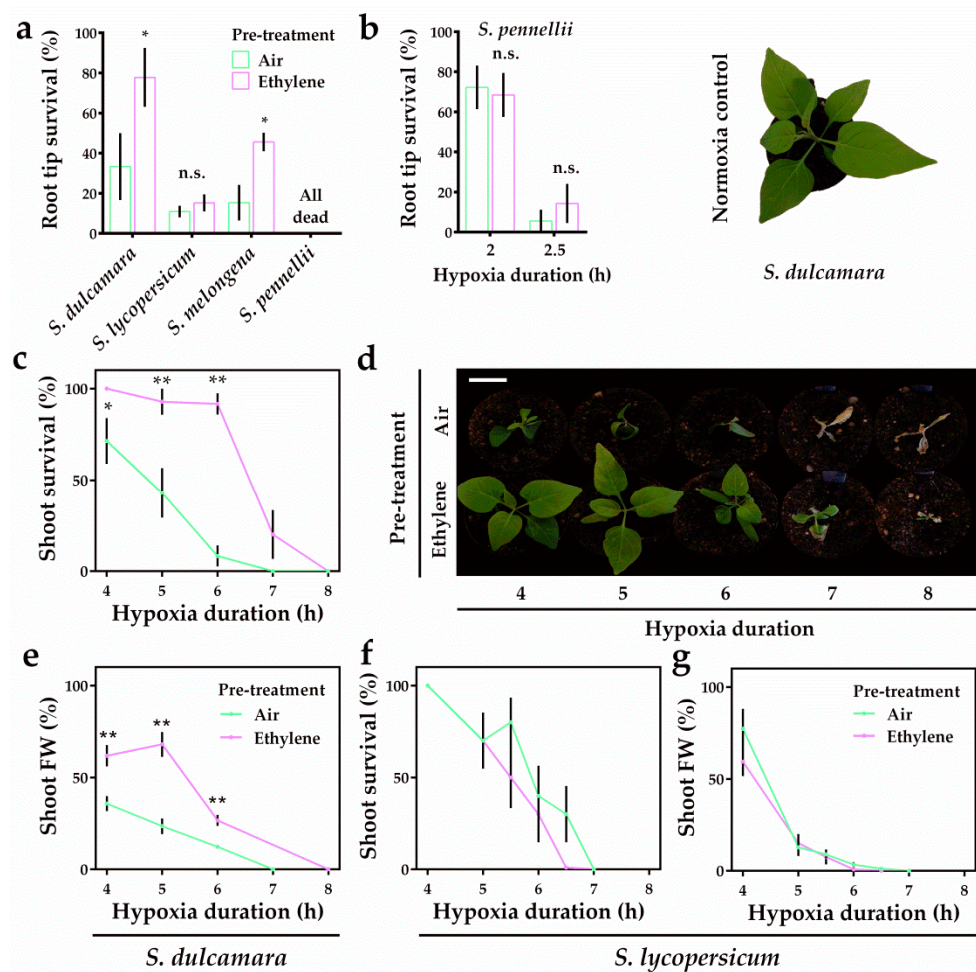 a
Root tip survival (%)
100
80
60
40
20
0
Pre-treatment
Air
Ethylene
*
n.s.
*
All
dead
S. dulcamara
S. lycopersicum
S. melongena
S. pennellii
b
S. pennellii
Root tip survival (%)
100
80
60
40
20
0
n.s.
n.s.
2
2.5
Hypoxia duration (h)
Normoxia control
S. dulcamara
c
Shoot survival (%)
100
50
0
*
**
**
4 5 6 7 8
Hypoxia duration (h)
d
Pre-treatment
Air
Ethylene
4 5 6 7 8
Hypoxia duration
e
Shoot FW (%)
100
50
0
Pre-treatment
Air
Ethylene
**
**
**
4 5 6 7 8
Hypoxia duration (h)
S. dulcamara
f
Shoot survival (%)
100
50
0
4 5 6 7 8
Hypoxia duration (h)
g
Shoot FW (%)
100
50
0
Pre-treatment
Air
Ethylene
4 5 6 7 8
Hypoxia duration (h)
S. lycopersicum